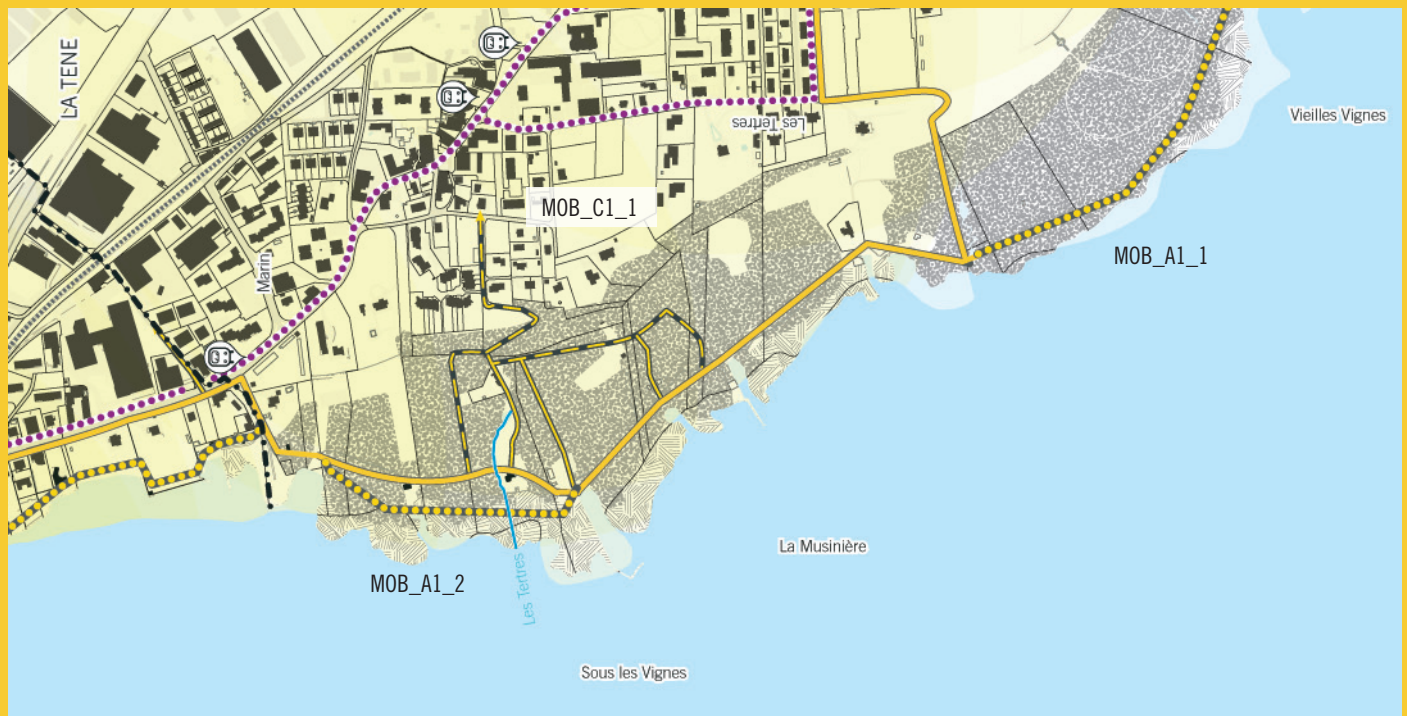 LA TENE
Vieilles Vignes
Les Tertres
MOB_C1_1
MOB_A1_1
Marin
La Musinière
MOB_A1_2
Les Tertres
Sous les Vignes